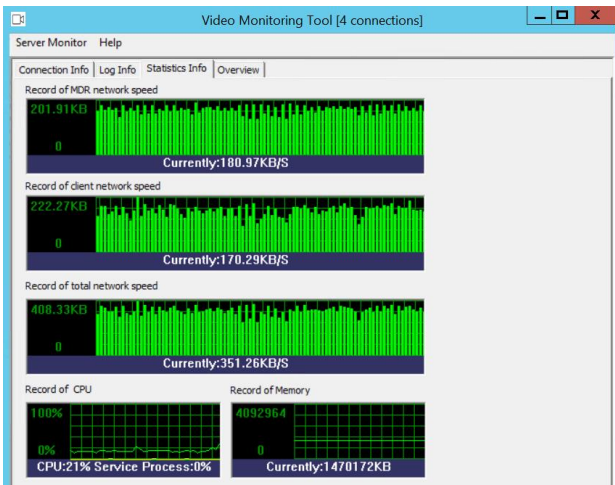 Video Monitoring Tool [4 connections]
Server Monitor Help
Connection Info Log Info Statistics Info Overview
Record of MDR network speed
201.91KB
0
Currently:180.97KB/S
Record of client network speed
222.27KB
0
Currently:170.29KB/S
Record of total network speed
408.33KB
0
Currently:351.26KB/S
Record of CPU Record of Memory
100% 4092964
0% 0
CPU:21% Service Process:0% Currently:1470172KB